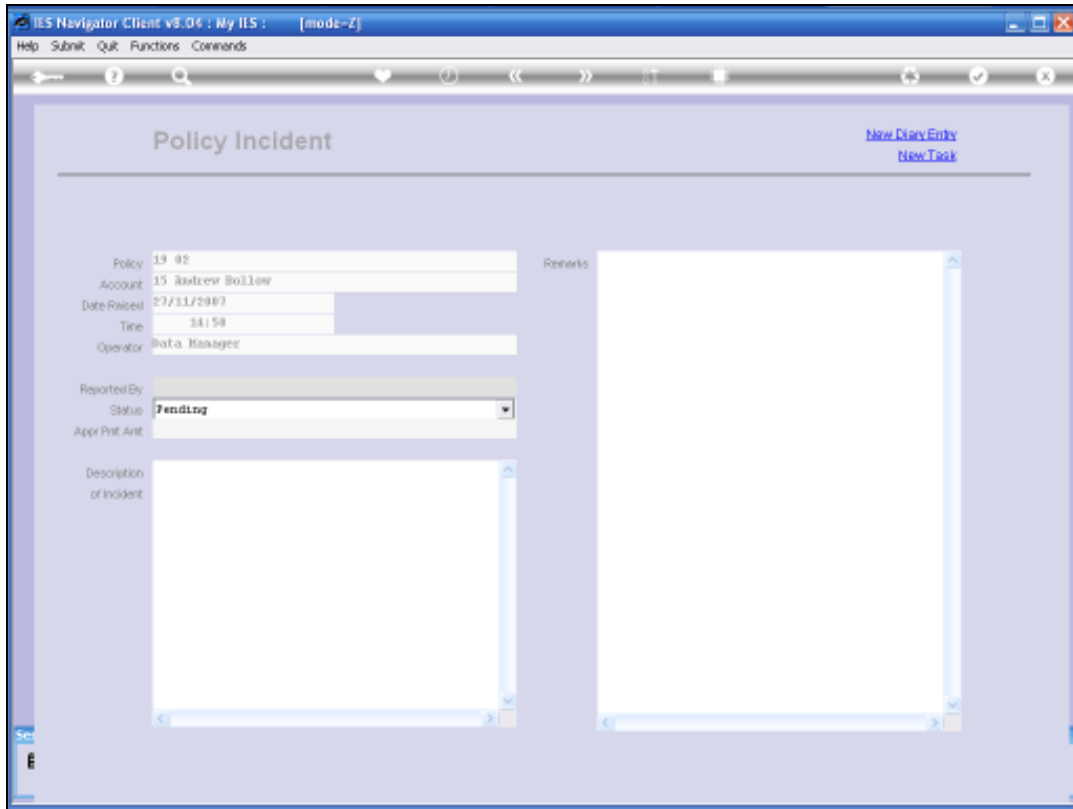 IES Navigator Client v8.04 : My IES : [mode=Z]
Help Submit Quit Functions Commands
Policy Incident
New Diary Entry
New Task
Policy 19 02
Account 15 Andrew Bollow
Date Raised 27/11/2007
Time
Operator Data Manager
Reported By
Status Pending
Appr Pmt Amt
Description
of Incident
Remarks